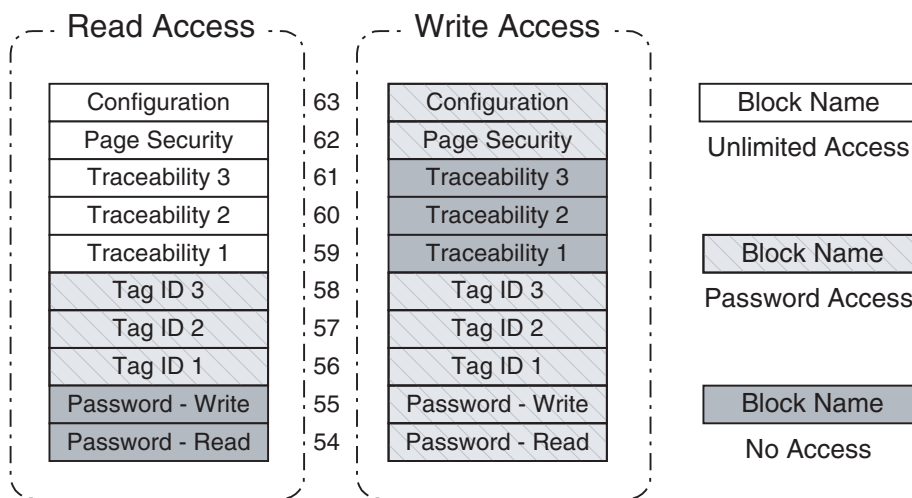 Read Access
Write Access
Configuration 63 Configuration
Page Security 62 Page Security
Traceability 3 61 Traceability 3
Traceability 2 60 Traceability 2
Traceability 1 59 Traceability 1
Tag ID 3 58 Tag ID 3
Tag ID 2 57 Tag ID 2
Tag ID 1 56 Tag ID 1
Password - Write 55 Password - Write
Password - Read 54 Password - Read
Block Name
Unlimited Access
Block Name
Password Access
Block Name
No Access